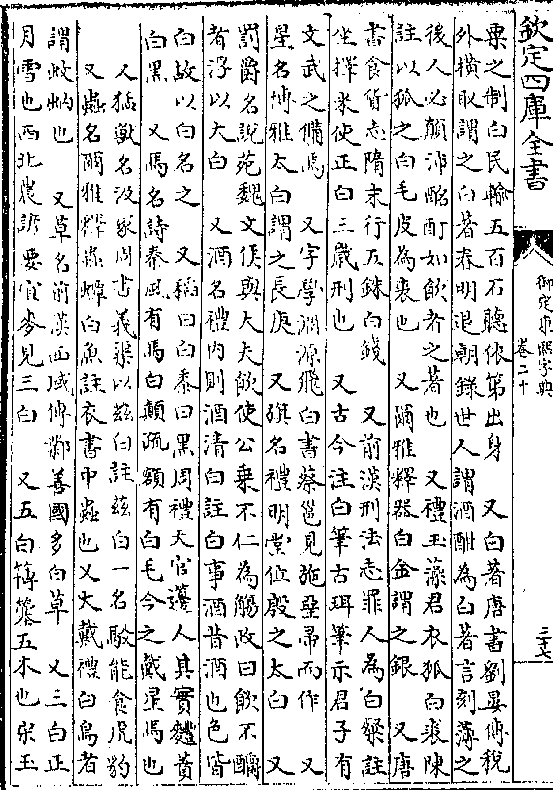 欽定四庫全書
御定康熙字典
卷二十
粟之制白民輸五百石聽依第出身　又白著唐書劉晏傳稅
外横取謂之白著春明退朝錄世人謂酒酣為白著言刻薄之
後人必顛沛酩酊如飲者之著也　又禮玉藻君衣狐白裘陳
註以狐之白毛皮為裘也　又爾雅釋器白金謂之銀　又唐
書食貨志隋末行五銖白錢　又前漢刑法志罪人為白粲註
坐擇米使正白三歲刑也　又古今注白筆古珥筆示君子有
文武之備焉　又字學淵源飛白書蔡邕見施堊帚而作　又
星名博雅太白謂之長庚　又旗名禮明堂位殷之大白　又
罰爵名說苑魏文侯與大夫飲使公乗不仁為觴政曰飲不釂
者浮以大白　又酒名禮内則酒清白註白事酒昔酒也色皆
白故以白名之　又稻曰白黍曰黑周禮天官籩人其實麷蕡
白黑　又馬名詩秦風有馬白顛疏額有白毛今之戴星馬也
又猛獸名汲冢周書義渠以兹白註兹白一名駮能食虎豹
又蟲名爾雅釋蟲蟫白魚註衣書中蟲也又大戴禮白鳥者
謂蚊蚋也　又草名前漢西域傳鄯善國多白草　又三白正
月雪也西北農諺要宜麥見三白　又五白簙簺五木也宋玉